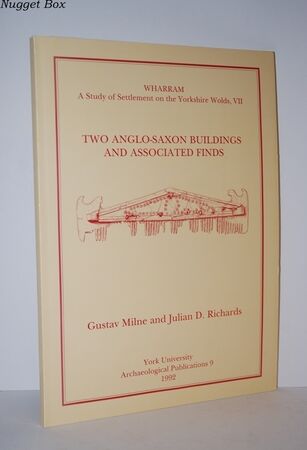 Nugget Box
WHARRAM
A Study of Settlement on the Yorkshire Wolds, VII
TWO ANGLO-SAXON BUILDINGS
AND ASSOCIATED FINDS
Gustav Milne and Julian D. Richards
York University
Archaeological Publications 9
1992